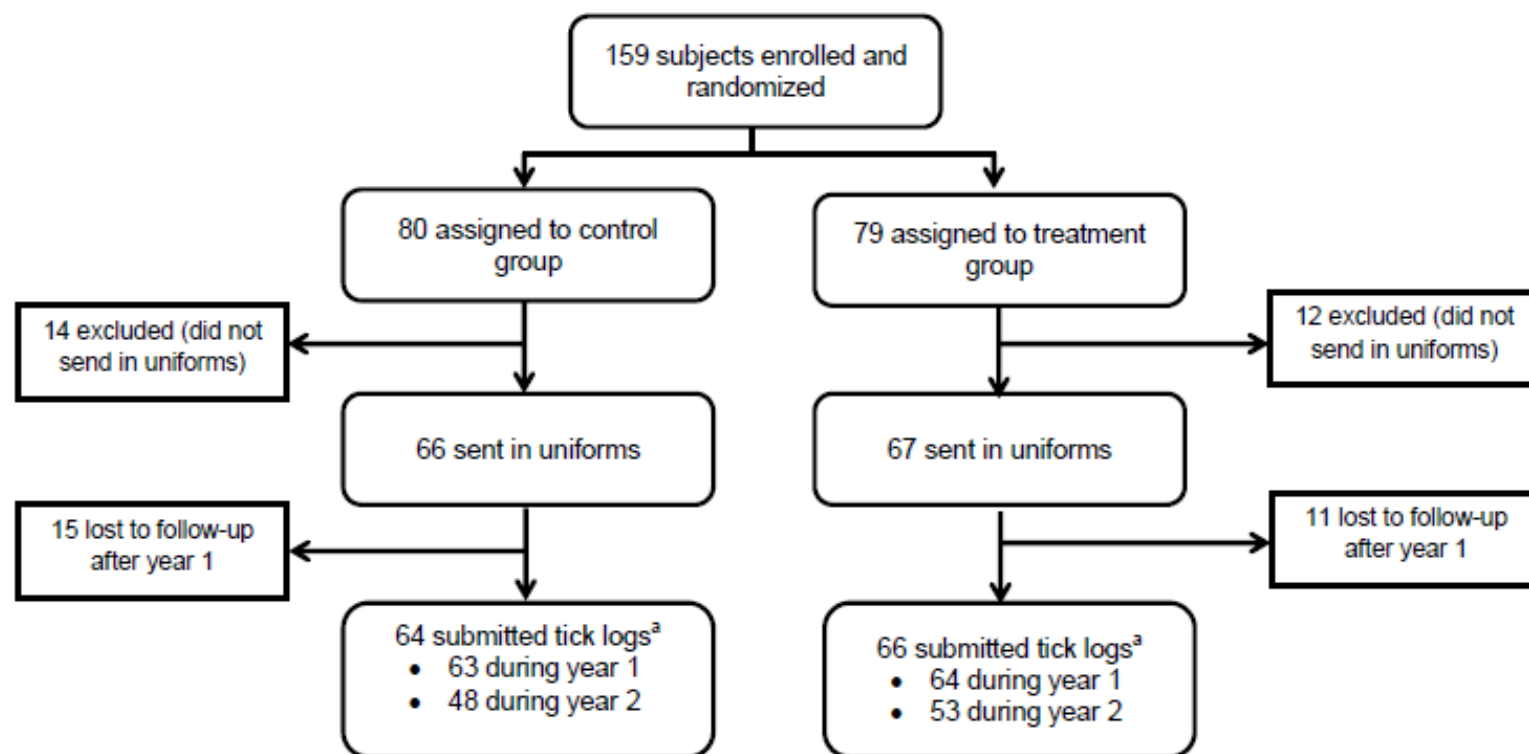 159 subjects enrolled and
randomized
80 assigned to control
group
79 assigned to treatment
group
14 excluded (did not
send in uniforms)
12 excluded (did not
send in uniforms)
66 sent in uniforms
67 sent in uniforms
15 lost to follow-up
after year 1
11 lost to follow-up
after year 1
64 submitted tick logsᵃ
• 63 during year 1
• 48 during year 2
66 submitted tick logsᵃ
• 64 during year 1
• 53 during year 2